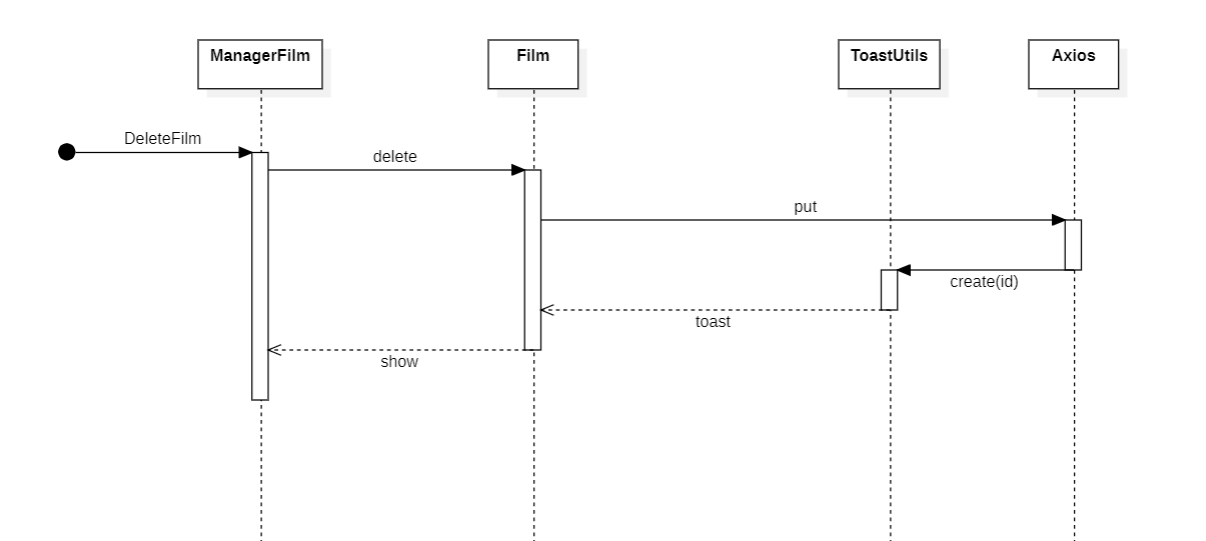 ManagerFilm
Film
ToastUtils
Axios
DeleteFilm
delete
put
create(id)
toast
show